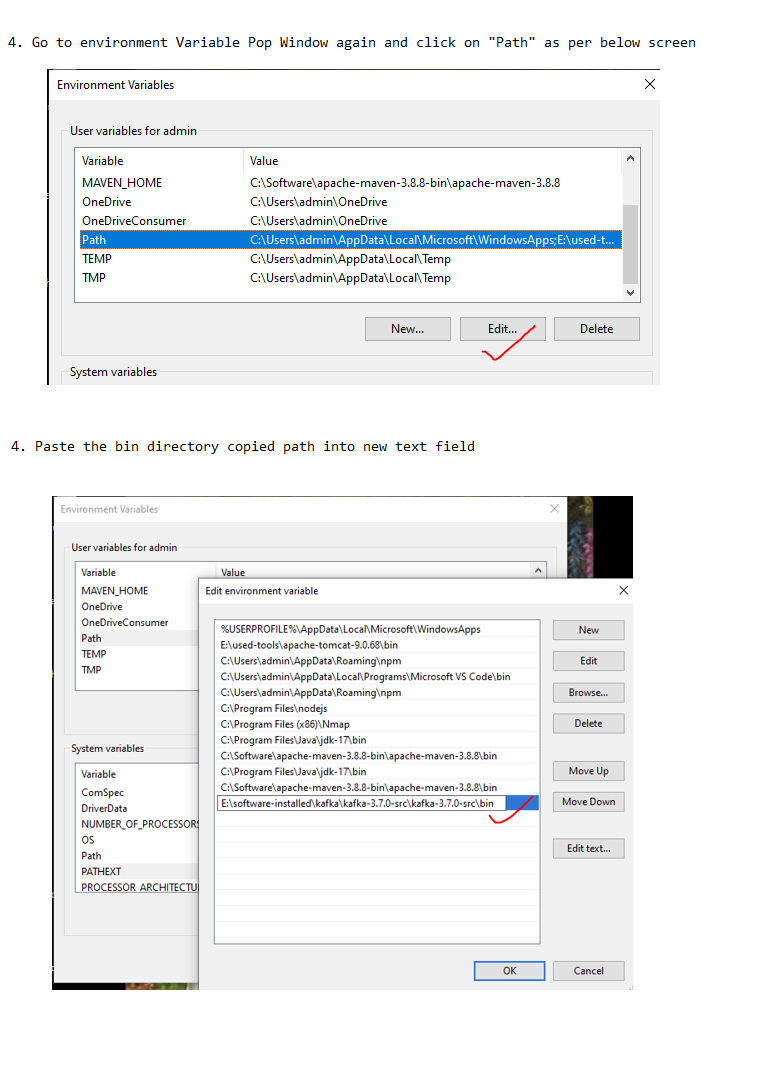 4. Go to environment Variable Pop Window again and click on "Path" as per below screen
Environment Variables
User variables for admin
Variable Value
MAVEN_HOME C:\Software\apache-maven-3.8.8-bin\apache-maven-3.8.8
OneDrive C:\Users\admin\OneDrive
OneDriveConsumer C:\Users\admin\OneDrive
Path C:\Users\admin\AppData\Local\Microsoft\WindowsApps;E:\used-t...
TEMP C:\Users\admin\AppData\Local\Temp
TMP C:\Users\admin\AppData\Local\Temp
New... Edit... Delete
System variables
4. Paste the bin directory copied path into new text field
Environment Variables
User variables for admin
Variable Value
MAVEN_HOME
OneDrive
OneDriveConsumer
Path
TEMP
TMP
System variables
Variable
ComSpec
DriverData
NUMBER_OF_PROCESSORS
OS
Path
PATHEXT
PROCESSOR ARCHITECTU
Edit environment variable
%USERPROFILE%\AppData\Local\Microsoft\WindowsApps
E:\used-tools\apache-tomcat-9.0.68\bin
C:\Users\admin\AppData\Roaming\npm
C:\Users\admin\AppData\Local\Programs\Microsoft VS Code\bin
C:\Users\admin\AppData\Roaming\npm
C:\Program Files\nodejs
C:\Program Files (x86)\Nmap
C:\Program Files\Java\jdk-17\bin
C:\Software\apache-maven-3.8.8-bin\apache-maven-3.8.8\bin
C:\Program Files\Java\jdk-17\bin
C:\Software\apache-maven-3.8.8-bin\apache-maven-3.8.8\bin
E:\software-installed\kafka\kafka-3.7.0-src\kafka-3.7.0-src\bin
New
Edit
Browse...
Delete
Move Up
Move Down
Edit text...
OK Cancel